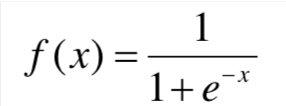 f(x) = 1 / (1 + e^{-x})